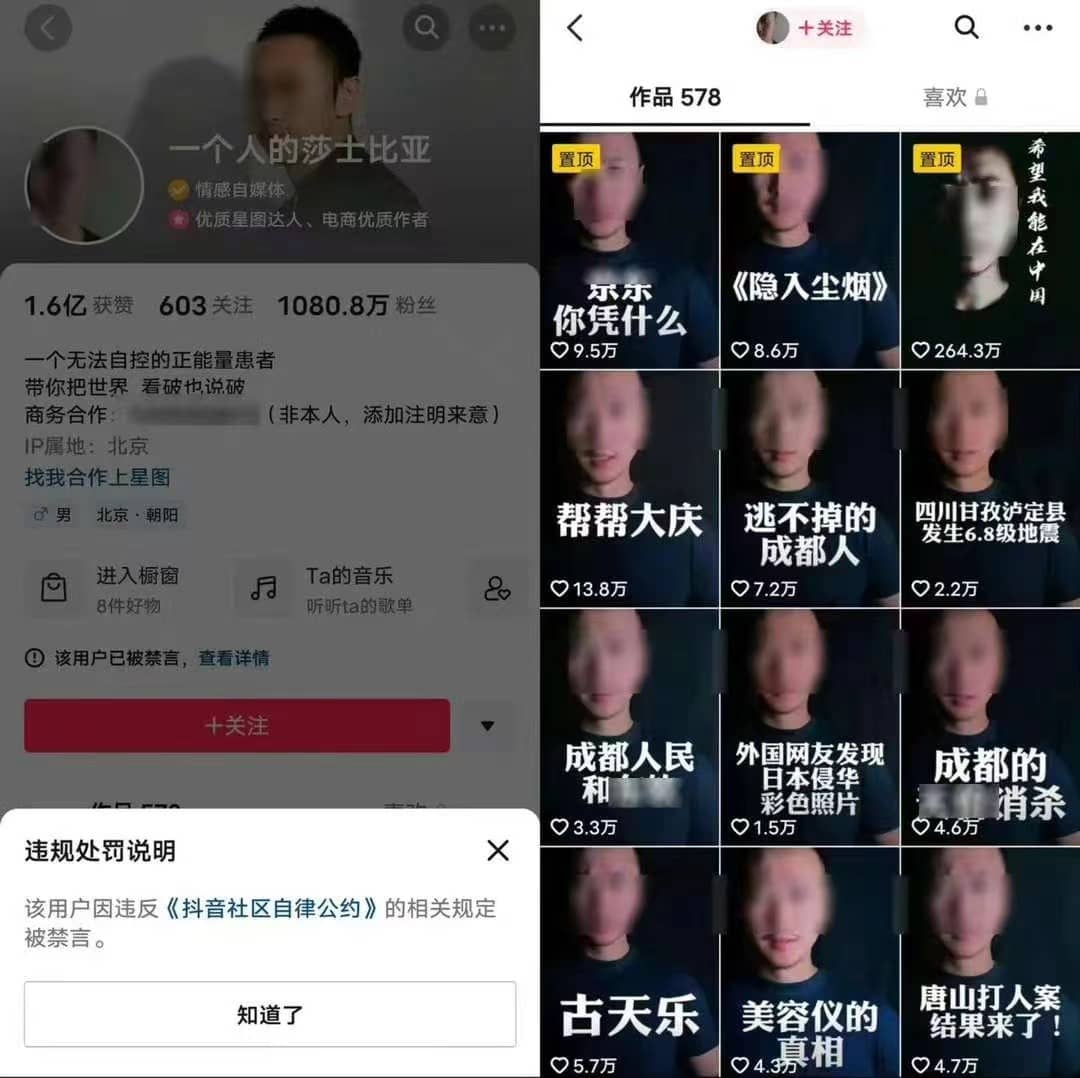 一个人的莎士比亚
情感自媒体
优质星图达人、电商优质作者
1.6亿 获赞 603 关注 1080.8万 粉丝
一个无法自控的正能量患者
带你把世界 看破也说破
商务合作: （非本人，添加注明来意）
IP属地：北京
找我合作上星图
男 北京·朝阳
进入橱窗
8件好物
Ta的音乐
听听ta的歌单
该用户已被禁言，查看详情
+关注
作品 578
违规处罚说明
该用户因违反《抖音社区自律公约》的相关规定
被禁言。
知道了
+关注
作品 578
喜欢
置顶
京东
你凭什么
9.5万
置顶
《隐入尘烟》
8.6万
置顶
希望我能在中国
264.3万
帮帮大庆
13.8万
逃不掉的
成都人
7.2万
四川甘孜泸定县
发生6.8级地震
2.2万
成都人民
和
3.3万
外国网友发现
日本侵华
彩色照片
1.5万
成都的
消杀
4.6万
古天乐
5.7万
美容仪的
真相
4.3万
唐山打人案
结果来了！
4.7万